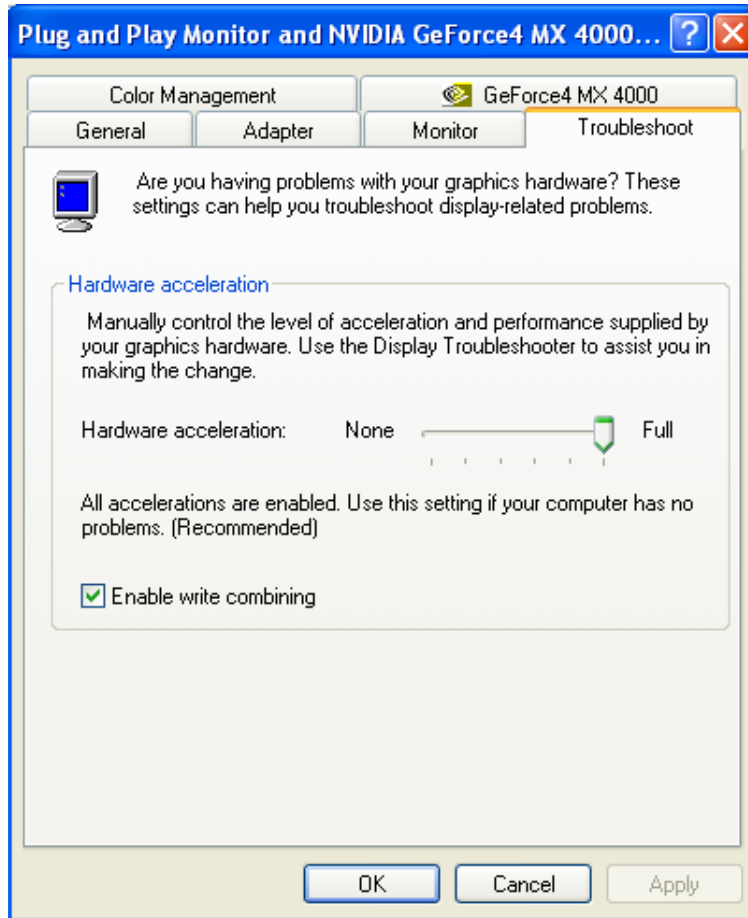 Plug and Play Monitor and NVIDIA GeForce4 MX 4000...
Color Management
GeForce4 MX 4000
General
Adapter
Monitor
Troubleshoot
Are you having problems with your graphics hardware? These
settings can help you troubleshoot display-related problems.
Hardware acceleration
Manually control the level of acceleration and performance supplied by
your graphics hardware. Use the Display Troubleshooter to assist you in
making the change.
Hardware acceleration: None Full
All accelerations are enabled. Use this setting if your computer has no
problems. (Recommended)
Enable write combining
OK
Cancel
Apply